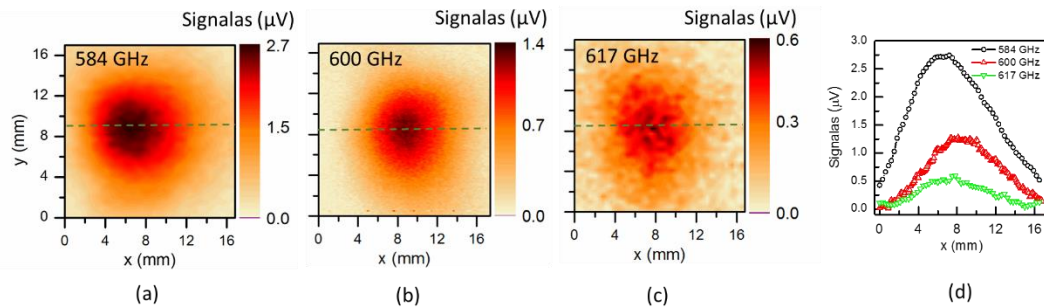 Signalas (μV)
Signalas (μV)
Signalas (μV)
584 GHz
600 GHz
617 GHz
16
12
8
4
0
y (mm)
0 4 8 12 16
x (mm)
2.7
1.5
0.0
0 4 8 12 16
x (mm)
1.4
0.7
0.0
0 4 8 12 16
x (mm)
0.6
0.3
0.0
3.0
2.5
2.0
1.5
1.0
0.5
0.0
Signalas (μV)
584 GHz
600 GHz
617 GHz
0 4 8 12 16
x (mm)
(a)
(b)
(c)
(d)